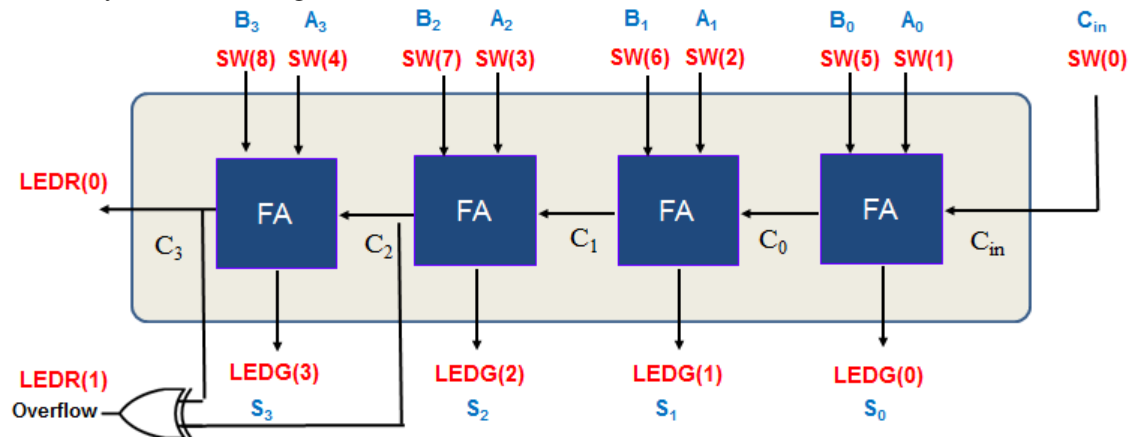 B3 A3 B2 A2 B1 A1 B0 A0 Cin
SW(8) SW(4) SW(7) SW(3) SW(6) SW(2) SW(5) SW(1) SW(0)
LEDR(0) FA FA FA FA
C3 C2 C1 C0 Cin
LEDR(1) LEDG(3) LEDG(2) LEDG(1) LEDG(0)
Overflow S3 S2 S1 S0